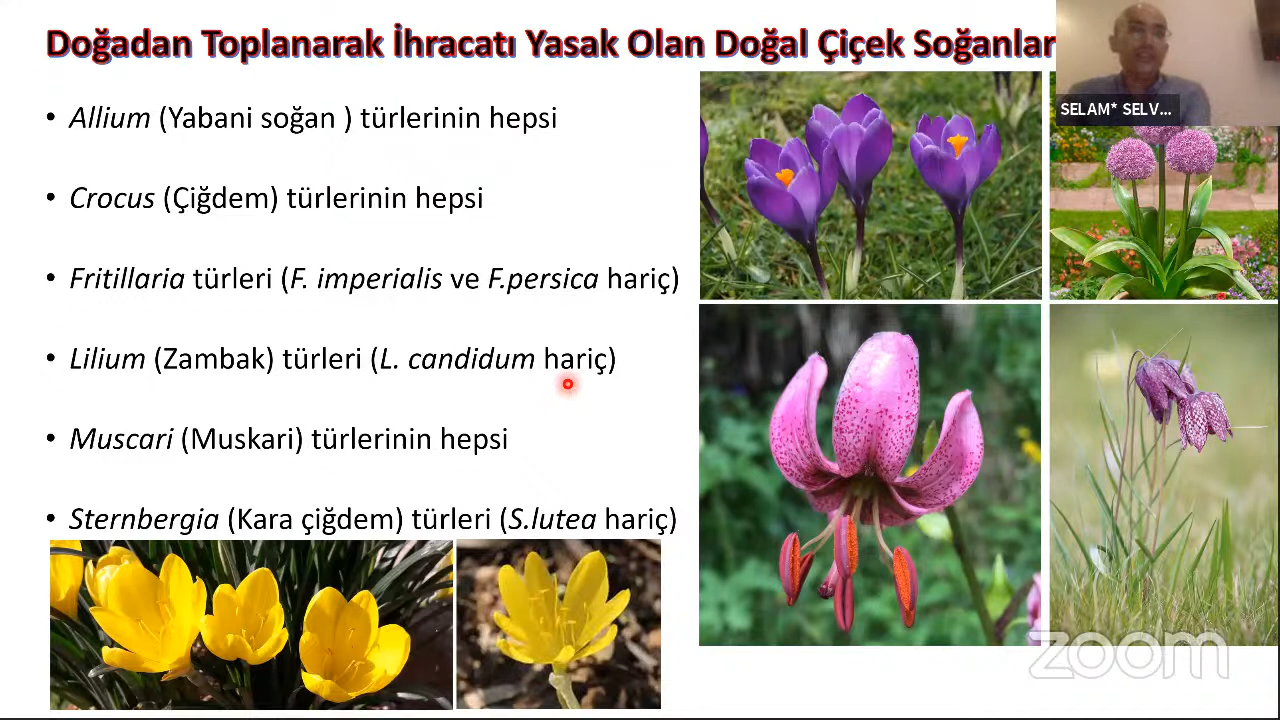 Doğadan Toplanarak İhracatı Yasak Olan Doğal Çiçek Soğanlar
SELAM* SELV...
• Allium (Yabani soğan ) türlerinin hepsi
• Crocus (Çiğdem) türlerinin hepsi
• Fritillaria türleri (F. imperialis ve F.persica hariç)
• Lilium (Zambak) türleri (L. candidum hariç)
• Muscari (Muskari) türlerinin hepsi
• Sternbergia (Kara çiğdem) türleri (S.lutea hariç)
zoom